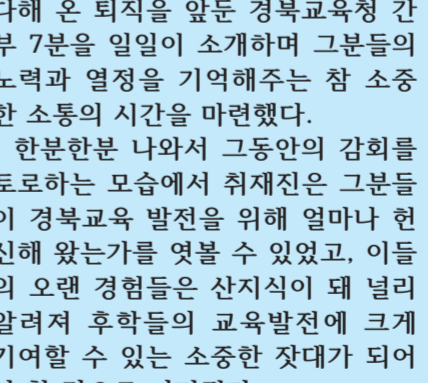 다해 온 퇴직을 앞둔 경북교육청 간
부 7분을 일일이 소개하며 그분들의
노력과 열정을 기억해주는 참 소중
한 소통의 시간을 마련했다.
한분한분 나와서 그동안의 감회를
토로하는 모습에서 취재진은 그분들
이 경북교육 발전을 위해 얼마나 헌
신해 왔는가를 엿볼 수 있었고, 이들
의 오랜 경험들은 산지식이 돼 널리
알려져 후학들의 교육발전에 크게
기여할 수 있는 소중한 잣대가 되어